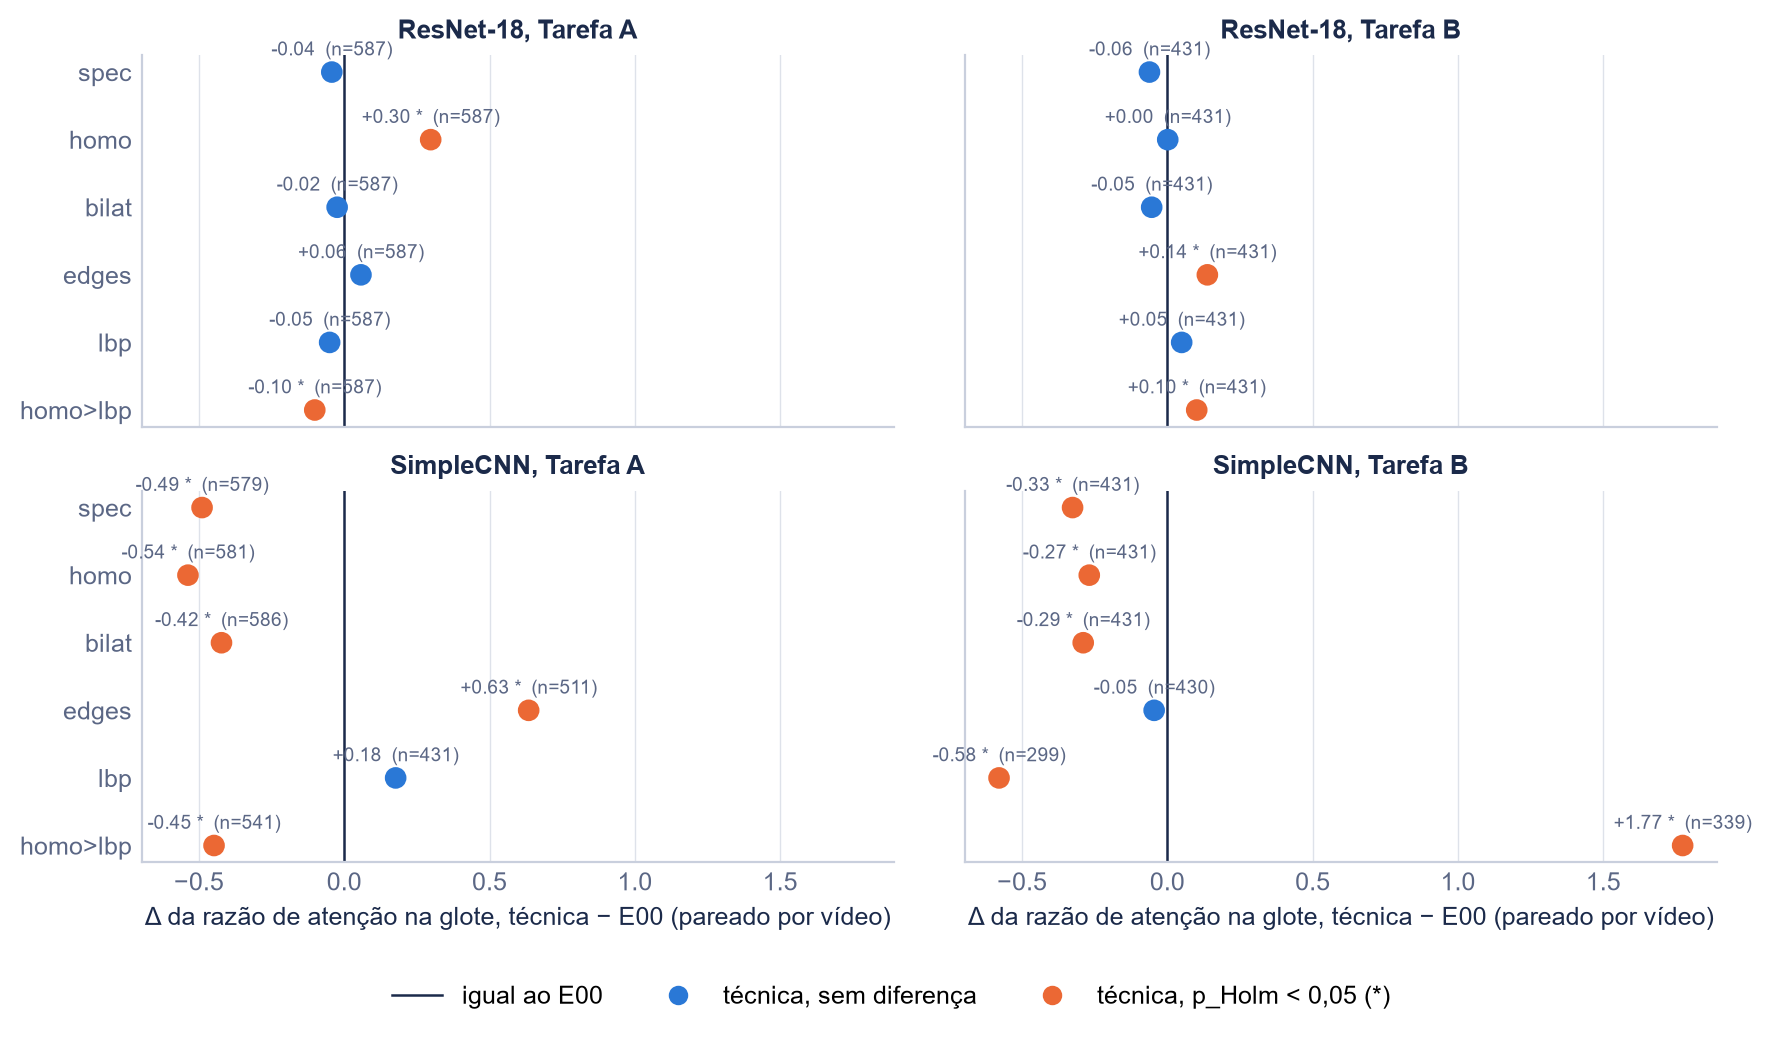 ResNet-18, Tarefa A
spec
-0.04 (n=587)
homo
+0.30 * (n=587)
bilat
-0.02 (n=587)
edges
+0.06 (n=587)
lbp
-0.05 (n=587)
homo>lbp
-0.10 * (n=587)
ResNet-18, Tarefa B
-0.06 (n=431)
+0.00 (n=431)
-0.05 (n=431)
+0.14 * (n=431)
+0.05 (n=431)
+0.10 * (n=431)
SimpleCNN, Tarefa A
spec
-0.49 * (n=579)
homo
-0.54 * (n=581)
bilat
-0.42 * (n=586)
edges
+0.63 * (n=511)
lbp
+0.18 (n=431)
homo>lbp
-0.45 * (n=541)
−0.5 0.0 0.5 1.0 1.5
Δ da razão de atenção na glote, técnica − E00 (pareado por vídeo)
SimpleCNN, Tarefa B
-0.33 * (n=431)
-0.27 * (n=431)
-0.29 * (n=431)
-0.05 (n=430)
-0.58 * (n=299)
+1.77 * (n=339)
−0.5 0.0 0.5 1.0 1.5
Δ da razão de atenção na glote, técnica − E00 (pareado por vídeo)
igual ao E00
técnica, sem diferença
técnica, p_Holm < 0,05 (*)